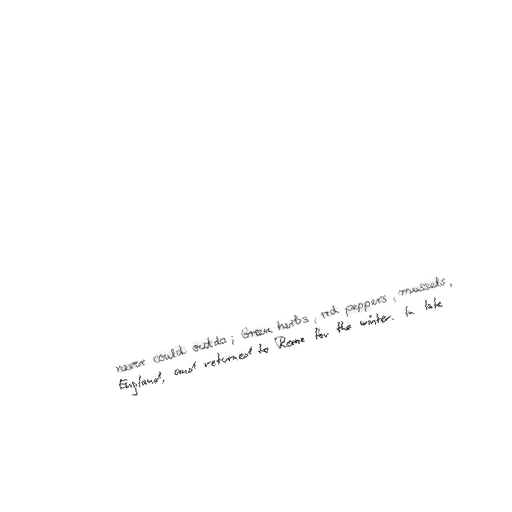 never could outdo; Green herbs, red peppers, mussels,
England, and returned to Rome for the winter. In late